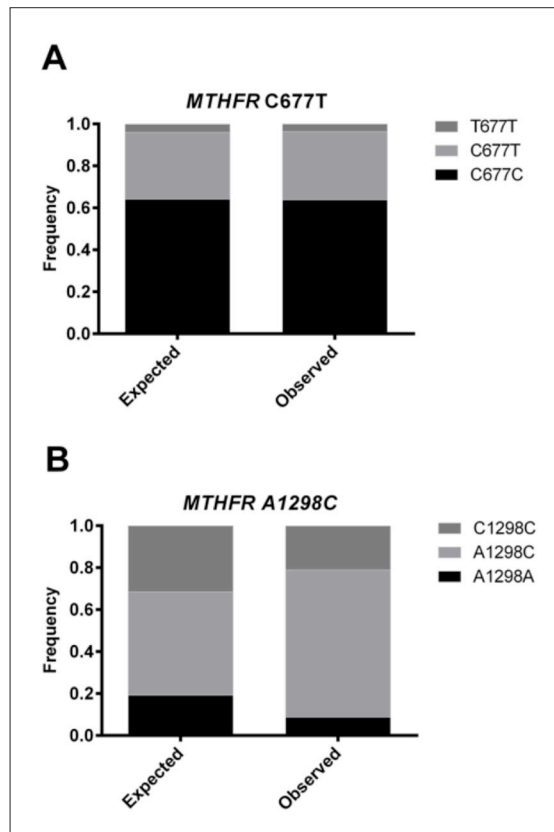 A
MTHFR C677T
T677T
C677T
C677C
Frequency
1.0
0.8
0.6
0.4
0.2
0.0
Expected
Observed
B
MTHFR A1298C
C1298C
A1298C
A1298A
Frequency
1.0
0.8
0.6
0.4
0.2
0.0
Expected
Observed